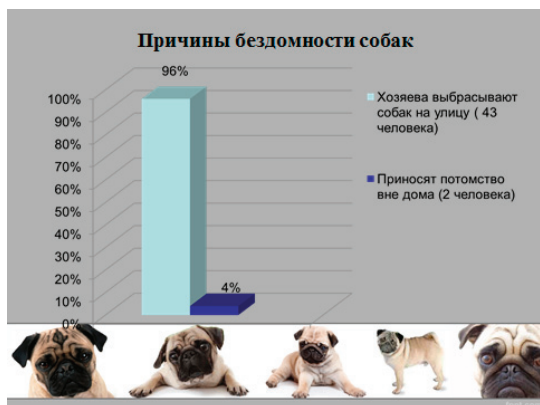 Причины бездомности собак
96%
100%
90%
80%
70%
60%
50%
40%
30%
20%
10%
0%
4%
Хозяева выбрасывают
собак на улицу ( 43
человека)
Приносят потомство
вне дома (2 человека)